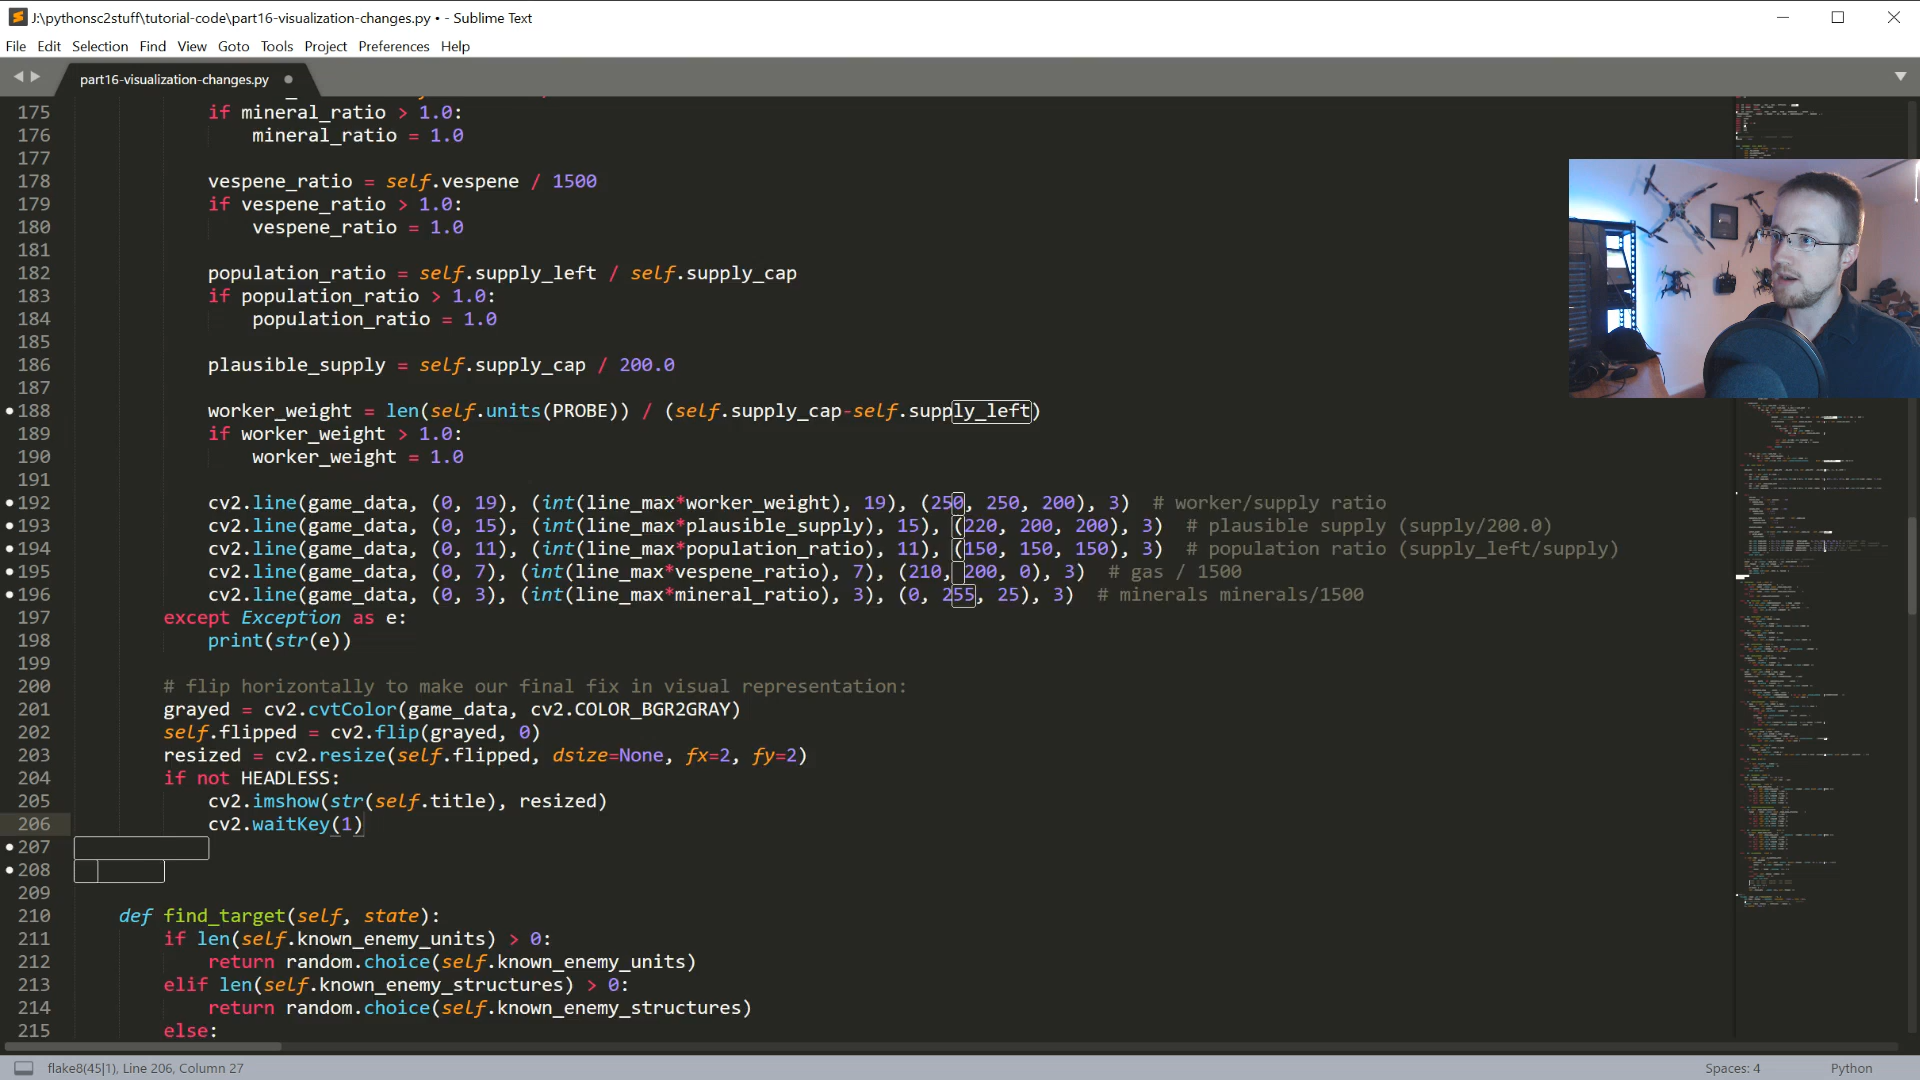 J:\pythonsc2stuff\tutorial-code\part16-visualization-changes.py • - Sublime Text
File Edit Selection Find View Goto Tools Project Preferences Help
part16-visualization-changes.py
175 if mineral_ratio > 1.0:
176 mineral_ratio = 1.0
177
178 vespene_ratio = self.vespene / 1500
179 if vespene_ratio > 1.0:
180 vespene_ratio = 1.0
181
182 population_ratio = self.supply_left / self.supply_cap
183 if population_ratio > 1.0:
184 population_ratio = 1.0
185
186 plausible_supply = self.supply_cap / 200.0
187
188 worker_weight = len(self.units(PROBE)) / (self.supply_cap-self.supply_left)
189 if worker_weight > 1.0:
190 worker_weight = 1.0
191
192 cv2.line(game_data, (0, 19), (int(line_max*worker_weight), 19), (250, 250, 200), 3)  # worker/supply ratio
193 cv2.line(game_data, (0, 15), (int(line_max*plausible_supply), 15), (220, 200, 200), 3)  # plausible supply (supply/200.0)
194 cv2.line(game_data, (0, 11), (int(line_max*population_ratio), 11), (150, 150, 150), 3)  # population ratio (supply_left/supply)
195 cv2.line(game_data, (0, 7), (int(line_max*vespene_ratio), 7), (210, 200, 0), 3)  # gas / 1500
196 cv2.line(game_data, (0, 3), (int(line_max*mineral_ratio), 3), (0, 255, 25), 3)  # minerals minerals/1500
197 except Exception as e:
198 print(str(e))
199
200 # flip horizontally to make our final fix in visual representation:
201 grayed = cv2.cvtColor(game_data, cv2.COLOR_BGR2GRAY)
202 self.flipped = cv2.flip(grayed, 0)
203 resized = cv2.resize(self.flipped, dsize=None, fx=2, fy=2)
204 if not HEADLESS:
205 cv2.imshow(str(self.title), resized)
206 cv2.waitKey(1)
207
208
209
210 def find_target(self, state):
211 if len(self.known_enemy_units) > 0:
212 return random.choice(self.known_enemy_units)
213 elif len(self.known_enemy_structures) > 0:
214 return random.choice(self.known_enemy_structures)
215 else:
flake8(45|1), Line 206, Column 27 Spaces: 4 Python